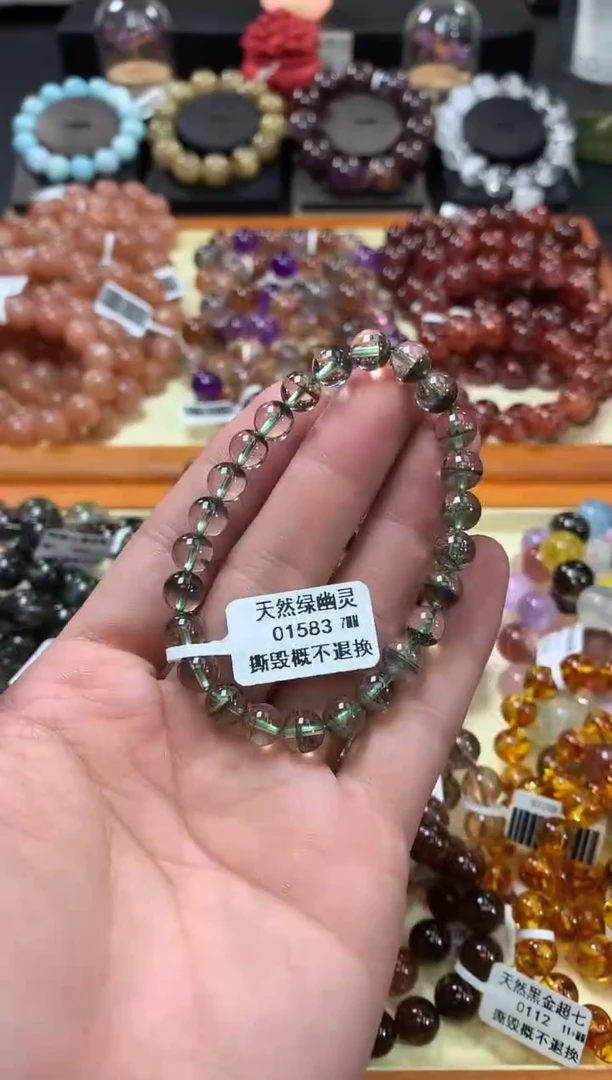 天然绿幽灵
01583 7MM
撕毁概不退换
天然黑金超七
0112
撕毁概不退换